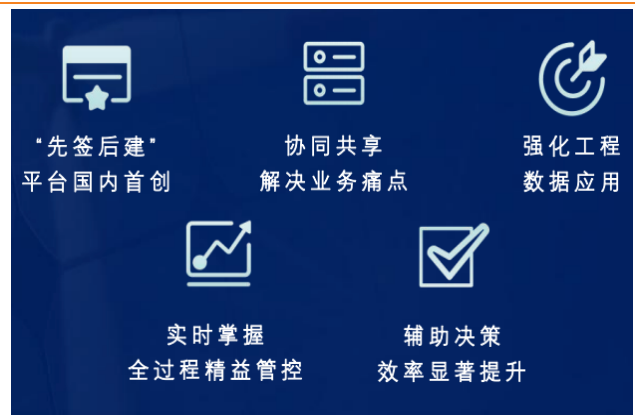 “先签后建”
平台国内首创
协同共享
解决业务痛点
强化工程
数据应用
实时掌握
全过程精益管控
辅助决策
效率显著提升